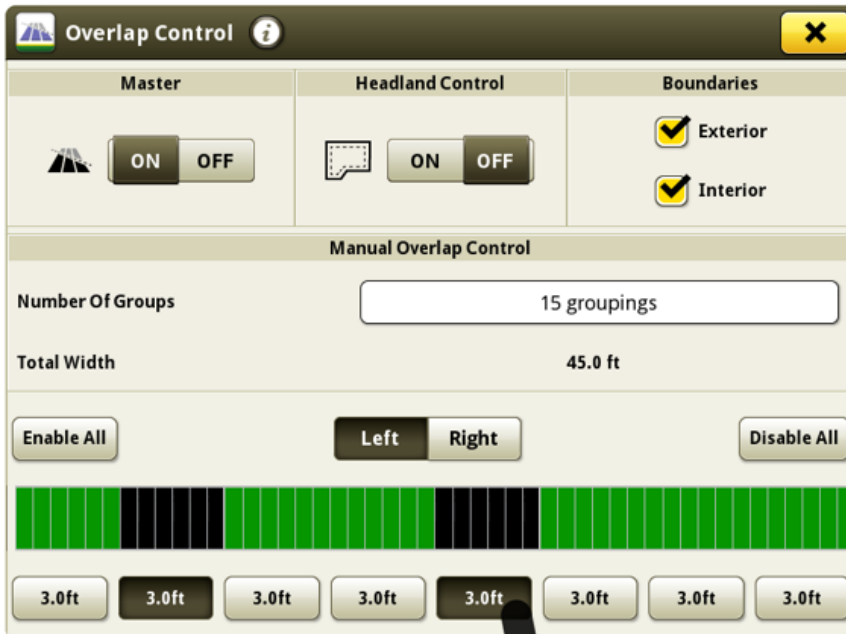 Overlap Control i
Master
Headland Control
Boundaries
ON OFF
ON OFF
Exterior
Interior
Manual Overlap Control
Number Of Groups 15 groupings
Total Width 45.0 ft
Enable All Left Right Disable All
3.0ft 3.0ft 3.0ft 3.0ft 3.0ft 3.0ft 3.0ft 3.0ft